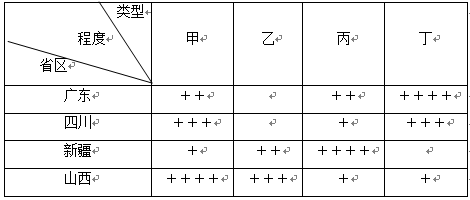 类型
程度
省区
甲 乙 丙 丁
广东 ++ ++ ++++
四川 +++ + +++
新疆 + ++ ++++
山西 ++++ +++ + +